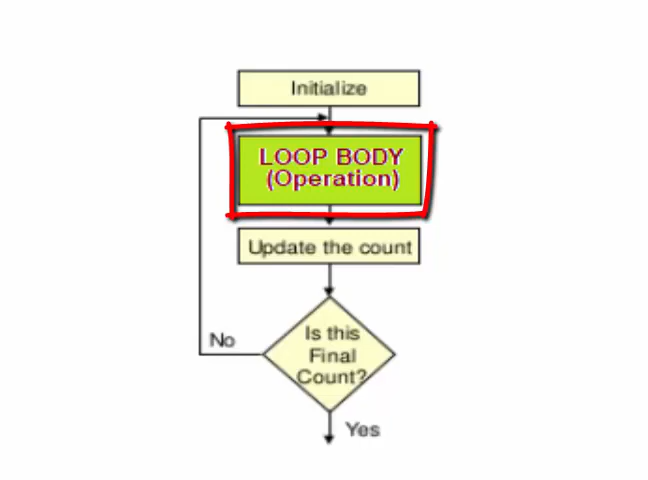 Initialize
LOOP BODY
(Operation)
Update the count
Is this
Final
Count?
No
Yes